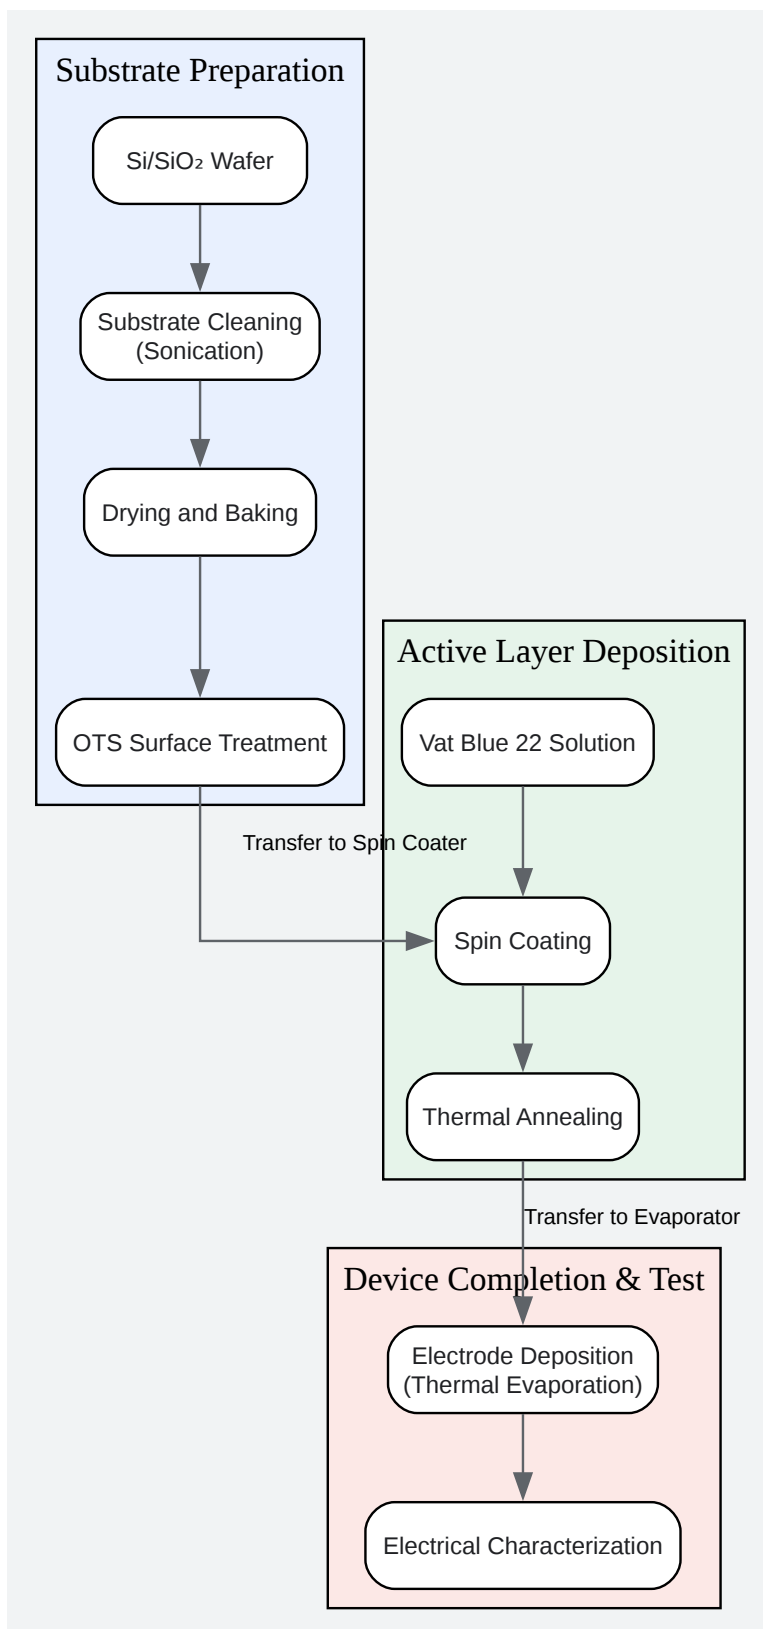 Substrate Preparation
Si/SiO₂ Wafer
Substrate Cleaning
(Sonication)
Drying and Baking
OTS Surface Treatment
Transfer to Spin Coater
Active Layer Deposition
Vat Blue 22 Solution
Spin Coating
Thermal Annealing
Transfer to Evaporator
Device Completion & Test
Electrode Deposition
(Thermal Evaporation)
Electrical Characterization